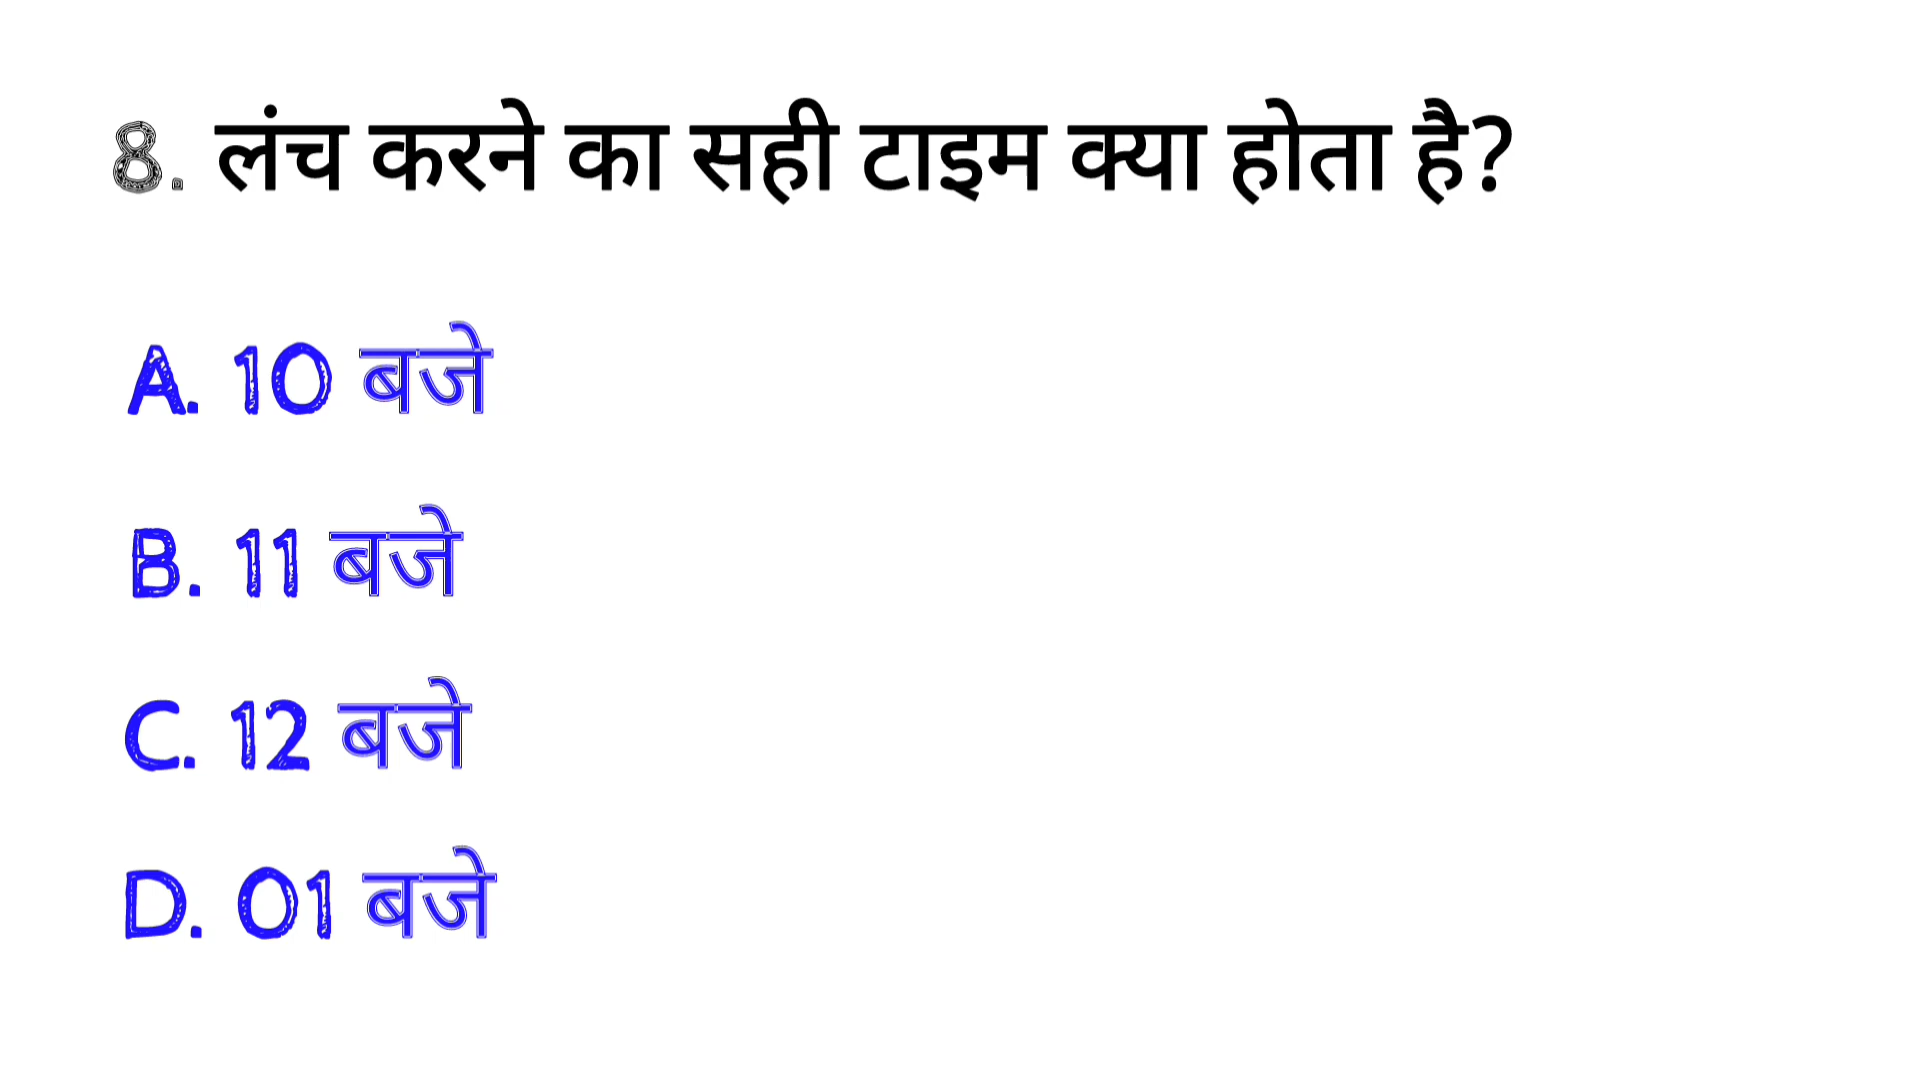 8. लंच करने का सही टाइम क्या होता है?
A. 10 बजे
B. 11 बजे
C. 12 बजे
D. 01 बजे